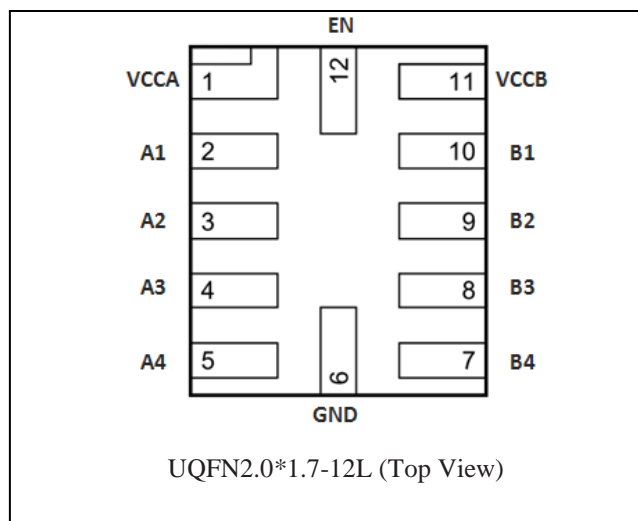 EN
VCCA 1 12 11 VCCB
A1 2 10 B1
A2 3 9 B2
A3 4 8 B3
A4 5 6 7 B4
GND
UQFN2.0*1.7-12L (Top View)